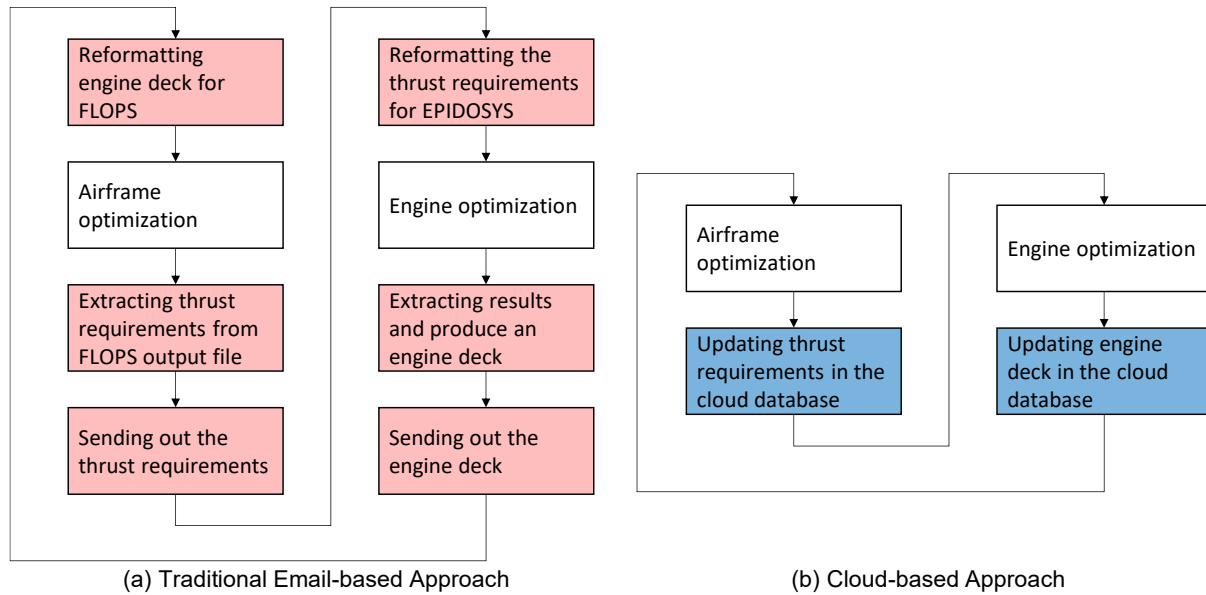 Reformatting
engine deck for
FLOPS
Airframe
optimization
Extracting thrust
requirements from
FLOPS output file
Sending out the
thrust requirements
Reformatting the
thrust requirements
for EPIDOSYS
Engine optimization
Extracting results
and produce an
engine deck
Sending out the
engine deck
(a) Traditional Email-based Approach
Airframe
optimization
Updating thrust
requirements in the
cloud database
Engine optimization
Updating engine
deck in the cloud
database
(b) Cloud-based Approach